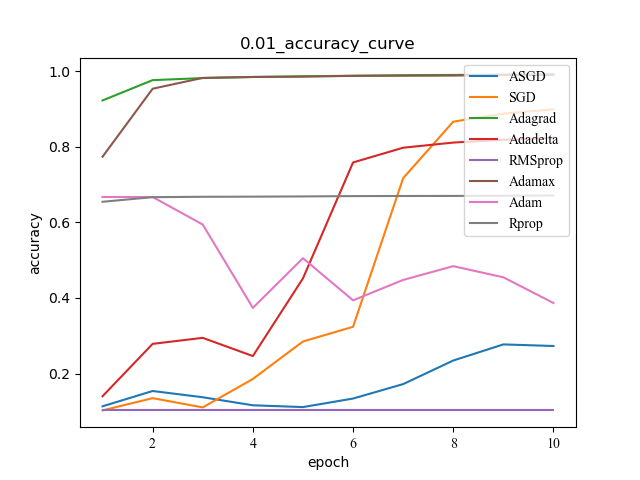 0.01_accuracy_curve
accuracy
1.0
0.8
0.6
0.4
0.2
ASGD
SGD
Adagrad
Adadelta
RMSprop
Adamax
Adam
Rprop
2
4
6
8
10
epoch